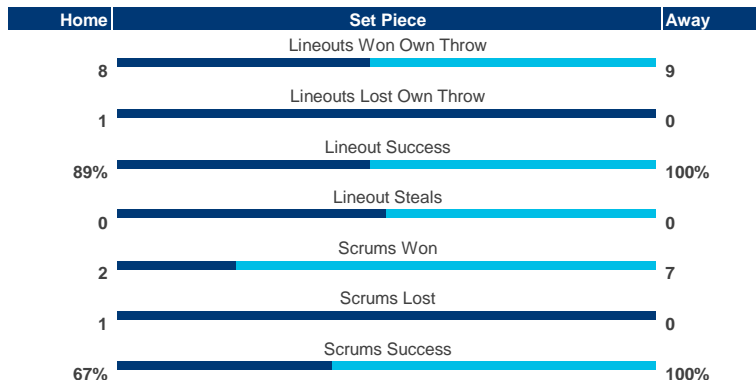 Home Set Piece Away
Lineouts Won Own Throw
8 9
Lineouts Lost Own Throw
1 0
Lineout Success
89% 100%
Lineout Steals
0 0
Scrums Won
2 7
Scrums Lost
1 0
Scrums Success
67% 100%